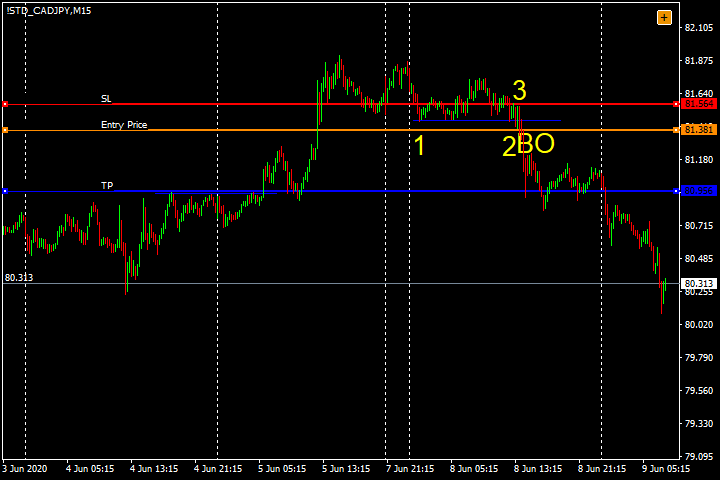 !STD_CADJPY,M15
+
82.105
81.875
81.640
SL
3
81.564
Entry Price
81.381
1
2
BO
81.180
TP
80.715
80.485
80.313
80.313
80.255
80.020
79.790
79.560
79.330
79.095
3 Jun 2020
4 Jun 05:15
4 Jun 13:15
4 Jun 21:15
5 Jun 05:15
5 Jun 13:15
7 Jun 21:15
8 Jun 05:15
8 Jun 13:15
8 Jun 21:15
9 Jun 05:15